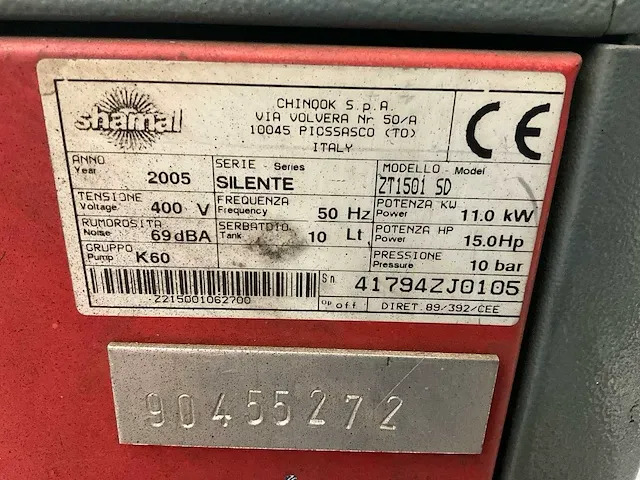 shamal
CHINOOK S.p.A.
VIA VOLVERA Nr. 50/A
10045 PIOSSASCO (TO)
ITALY
CE
ANNO
Year
2005
SERIE - Series
SILENTE
MODELLO - Model
ZT1501 SD
TENSIONE
Voltage
400 V
FREQUENZA
Frequency
50 Hz
POTENZA KW
Power
11.0 kW
RUMOROSITA
Noise
69 dBA
SERBATOIO
Tank
10 Lt
POTENZA HP
Power
15.0Hp
GRUPPO
Pump
K60
PRESSIONE
Pressure
10 bar
Z215001062700
Sn.
41794ZJ0105
op off
DIRET. 89/392/CEE
90455272